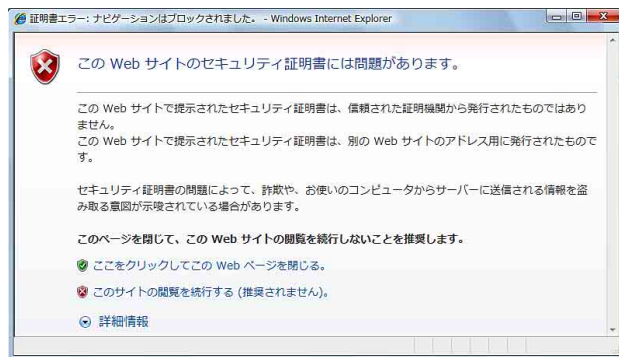 証明書エラー: ナビゲーションはブロックされました。 - Windows Internet Explorer
この Web サイトのセキュリティ証明書には問題があります。
この Web サイトで提示されたセキュリティ証明書は、信頼された証明機関から発行されたものではあり
ません。
この Web サイトで提示されたセキュリティ証明書は、別の Web サイトのアドレス用に発行されたもので
す。
セキュリティ証明書の問題によって、詐欺や、お使いのコンピュータからサーバーに送信される情報を盗
み取る意図が示唆されている場合があります。
このページを閉じて、この Web サイトの閲覧を続行しないことを推奨します。
ここをクリックしてこの Web ページを閉じる。
このサイトの閲覧を続行する (推奨されません)。
詳細情報